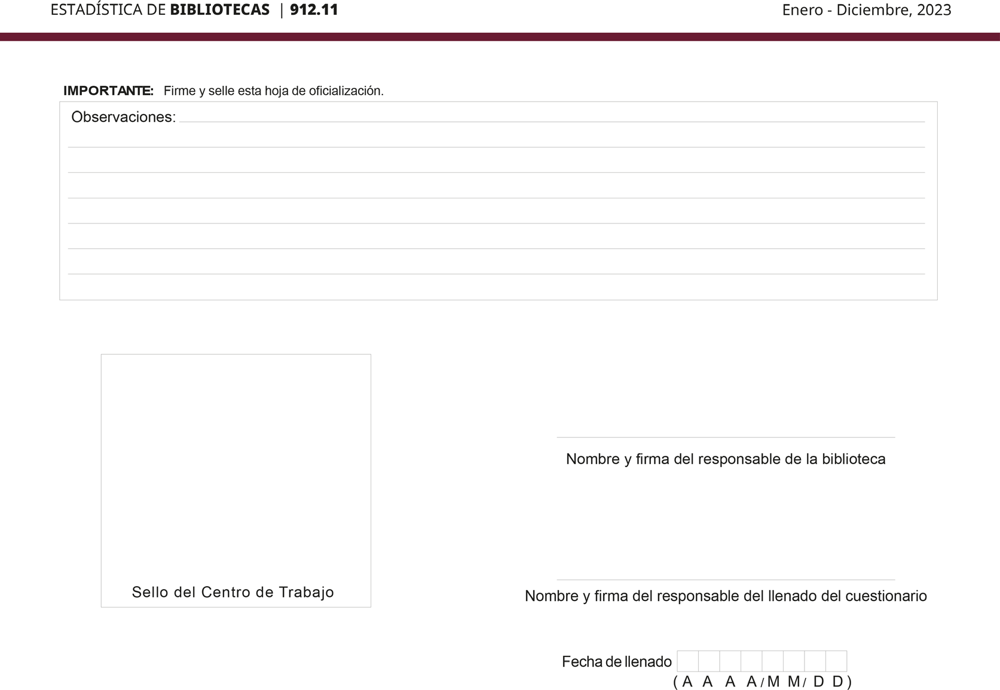 ESTADÍSTICA DE BIBLIOTECAS | 912.11
Enero - Diciembre, 2023
IMPORTANTE: Firme y selle esta hoja de oficialización.
Observaciones:
Sello del Centro de Trabajo
Nombre y firma del responsable de la biblioteca
Nombre y firma del responsable del llenado del cuestionario
Fecha de llenado
( A A A A / M M / D D )